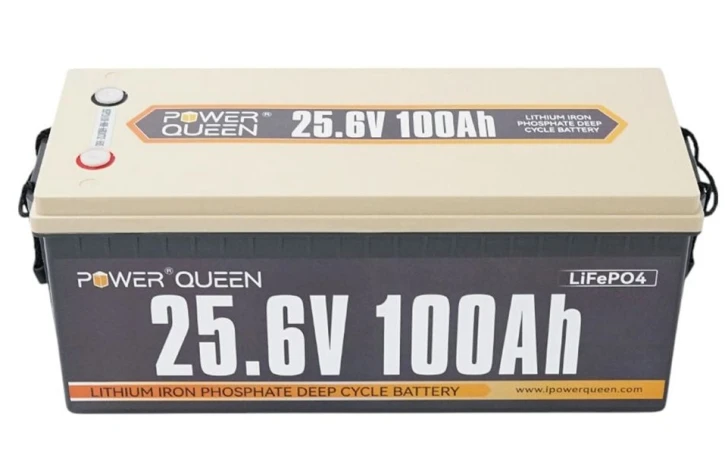 POWER® QUEEN
25.6V 100Ah
LITHIUM IRON
PHOSPHATE DEEP
CYCLE BATTERY
POWER® QUEEN
LiFePO4
25.6V 100Ah
LITHIUM IRON PHOSPHATE DEEP CYCLE BATTERY
www.ipowerqueen.com